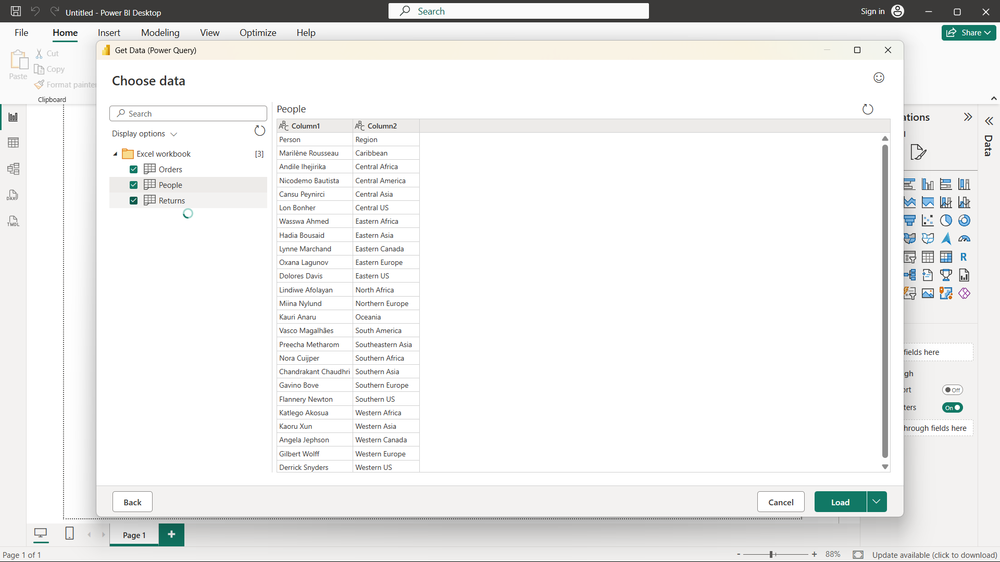 Untitled - Power BI Desktop
Search
Sign in
File
Home
Insert
Modeling
View
Optimize
Help
Share
Paste
Cut
Copy
Format painter
Clipboard
Get Data (Power Query)
Choose data
Search
Display options
Excel workbook [3]
Orders
People
Returns
People
ABC Column1 ABC Column2
Person Region
Marilène Rousseau Caribbean
Andile Ihejirika Central Africa
Nicodemo Bautista Central America
Cansu Peynirci Central Asia
Lon Bonher Central US
Wasswa Ahmed Eastern Africa
Hadia Bousaid Eastern Asia
Lynne Marchand Eastern Canada
Oxana Lagunov Eastern Europe
Dolores Davis Eastern US
Lindiwe Afolayan North Africa
Miina Nylund Northern Europe
Kauri Anaru Oceania
Vasco Magalhães South America
Preecha Metharom Southeastern Asia
Nora Cuijper Southern Africa
Chandrakant Chaudhri Southern Asia
Gavino Bove Southern Europe
Flannery Newton Southern US
Katlego Akosua Western Africa
Kaoru Xun Western Asia
Angela Jephson Western Canada
Gilbert Wolff Western Europe
Derrick Snyders Western US
Back
Cancel
Load
DAX
TMDL
ations
Data
R
fields here
gh
ort
Off
ters
On
hrough fields here
Page 1
+
Page 1 of 1
- + 88%
Update available (click to download)